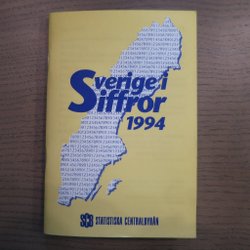 Sverige i
Siffror
1994
SCB STATISTISKA CENTRALBYRÅN